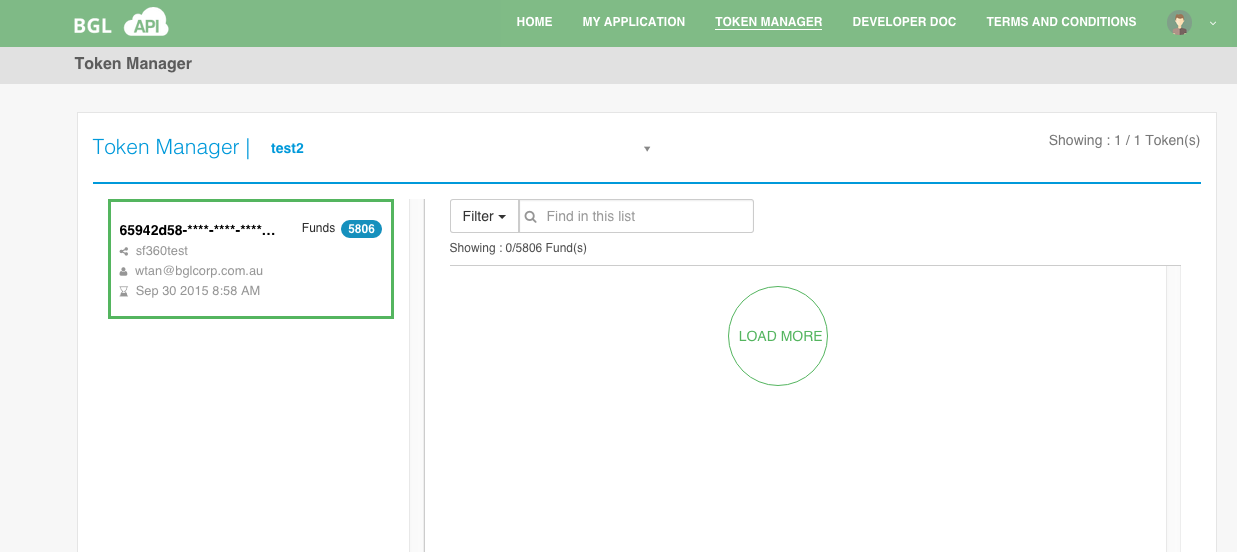 BGL API
HOME MY APPLICATION TOKEN MANAGER DEVELOPER DOC TERMS AND CONDITIONS
Token Manager
Token Manager | test2
Showing : 1 / 1 Token(s)
65942d58-****-****-****...
Funds 5806
sf360test
wtan@bglcorp.com.au
Sep 30 2015 8:58 AM
Filter Find in this list
Showing : 0/5806 Fund(s)
LOAD MORE